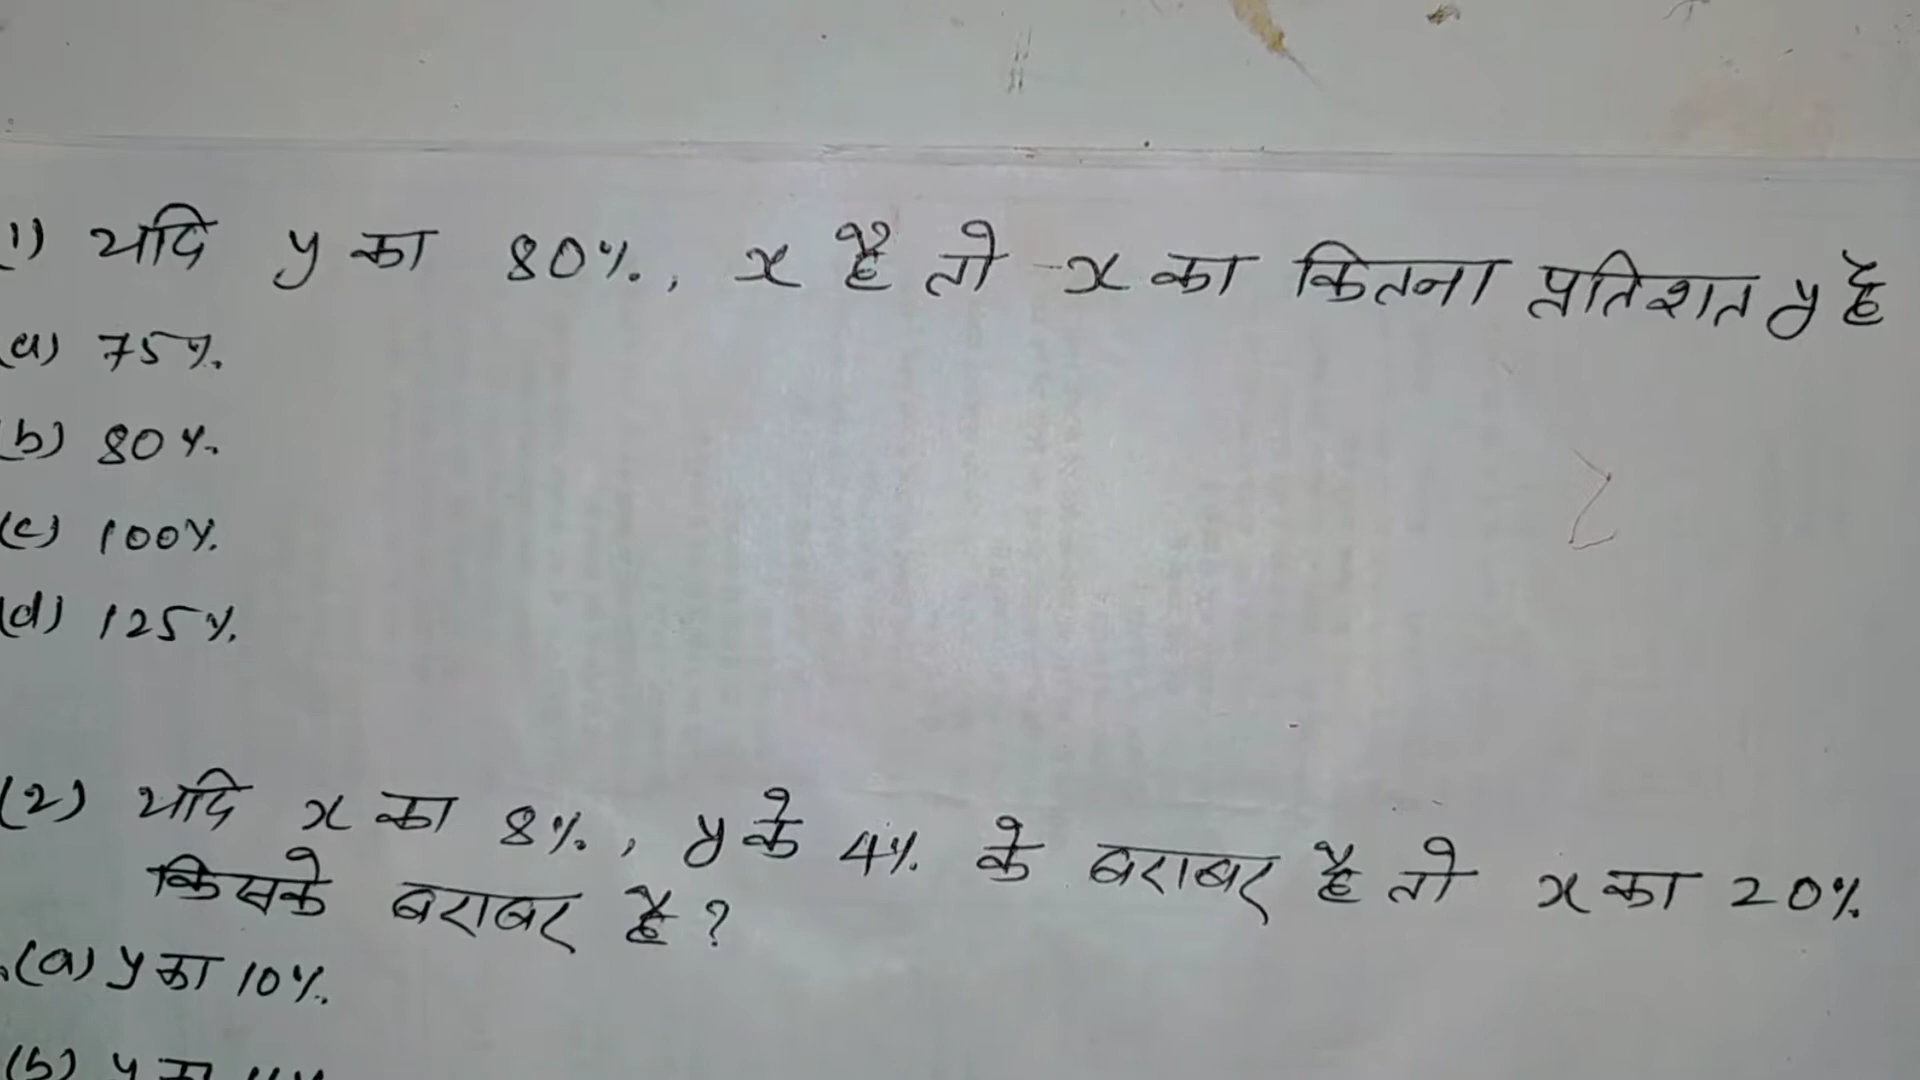 1) यदि y का 80%, x है तो x का कितना प्रतिशत y है
(a) 75%
(b) 80%
(c) 100%
(d) 125%
(2) यदि x का 8%, y के 4% के बराबर है तो x का 20%
किसके बराबर है?
(a) y का 10%
(b) y का